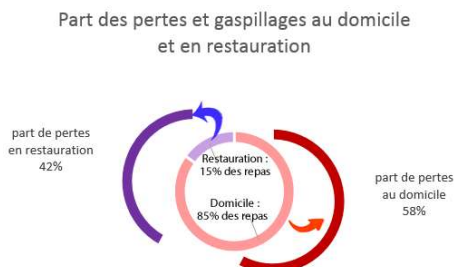 Part des pertes et gaspillages au domicile
et en restauration
part de pertes
en restauration
42%
Restauration :
15% des repas
Domicile :
85% des repas
part de pertes
au domicile
58%